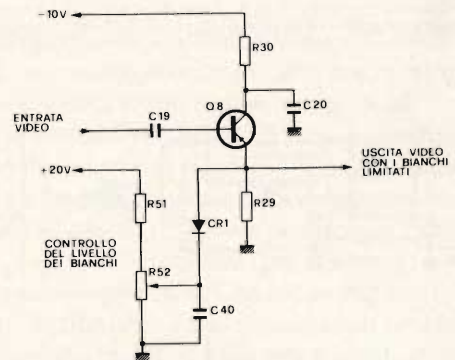 -10V
R30
Q8
C19
C20
ENTRATA
VIDEO
USCITA VIDEO
CON I BIANCHI
LIMITATI
+20V
R51
CR1
R29
CONTROLLO
DEL LIVELLO
DEI BIANCHI
R52
C40